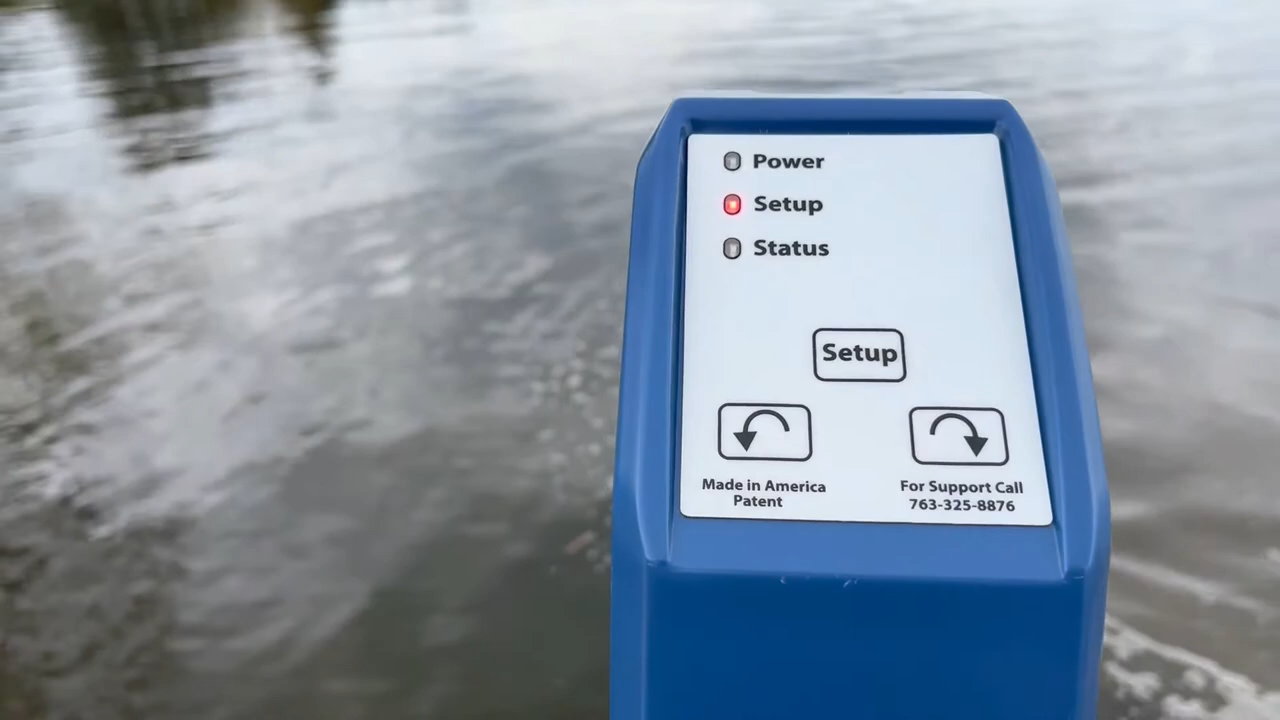 Power
Setup
Status
Setup
Made in America
Patent
For Support Call
763-325-8876